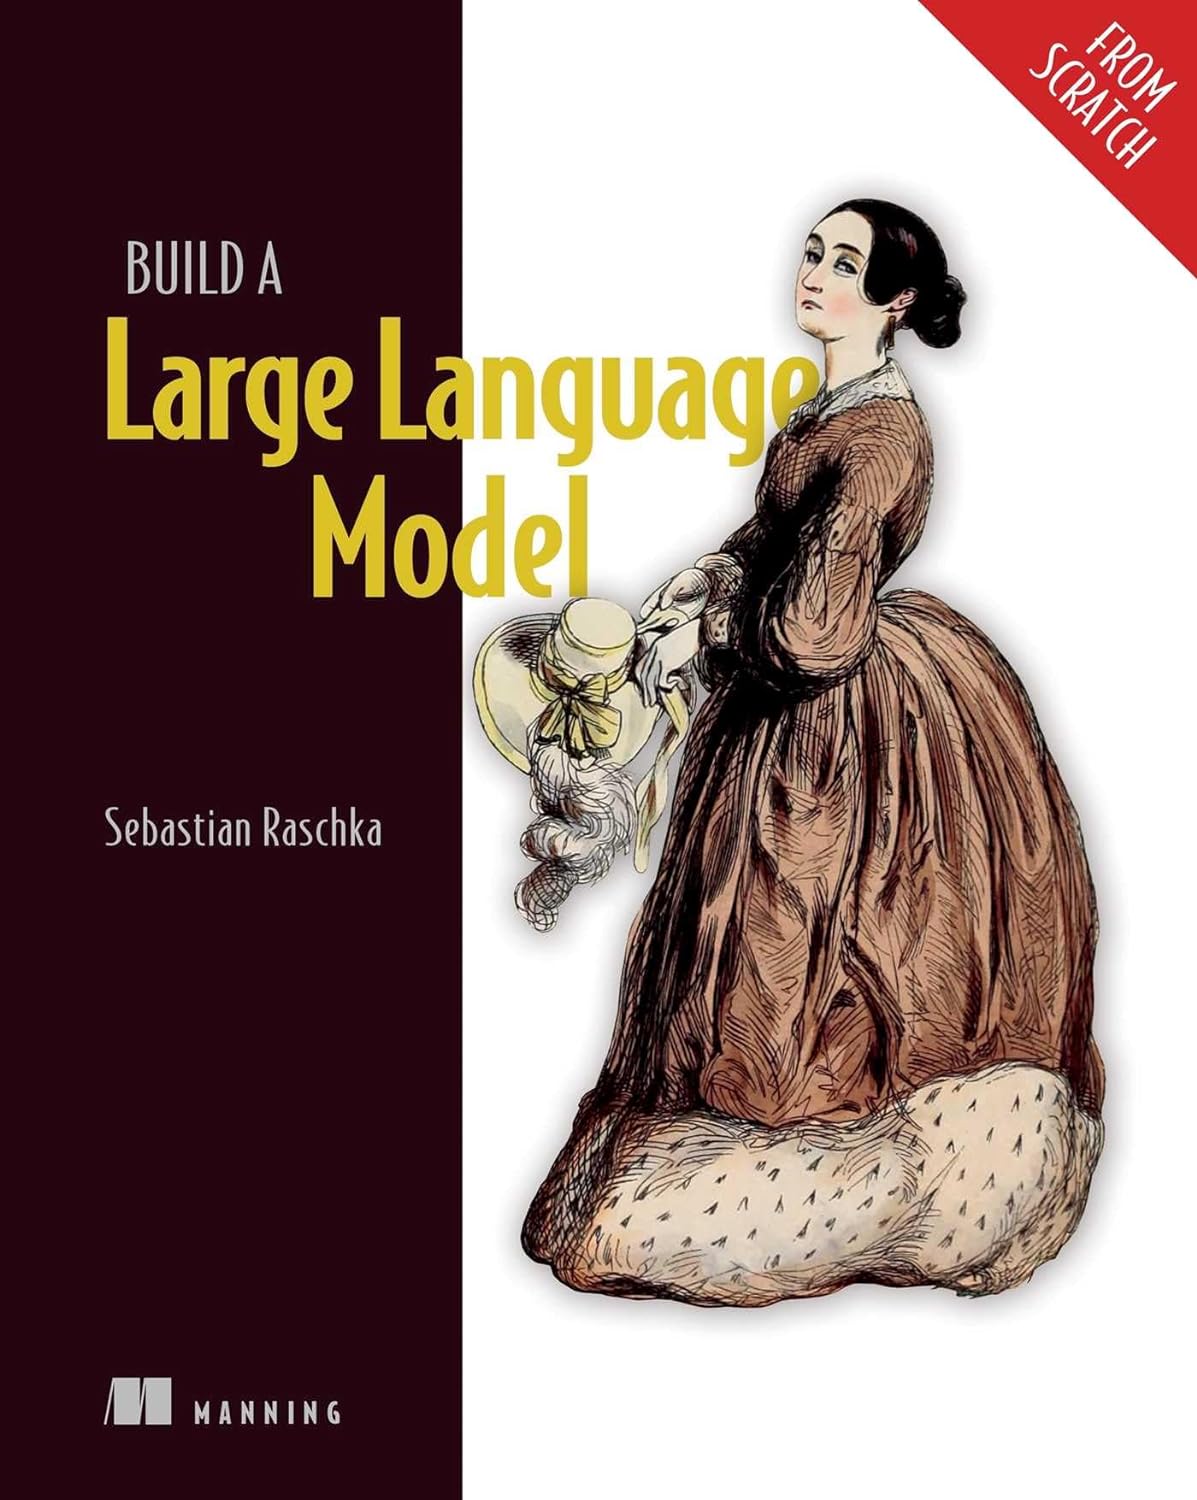 FROM
SCRATCH
BUILD A
Large Language
Model
Sebastian Raschka
MANNING